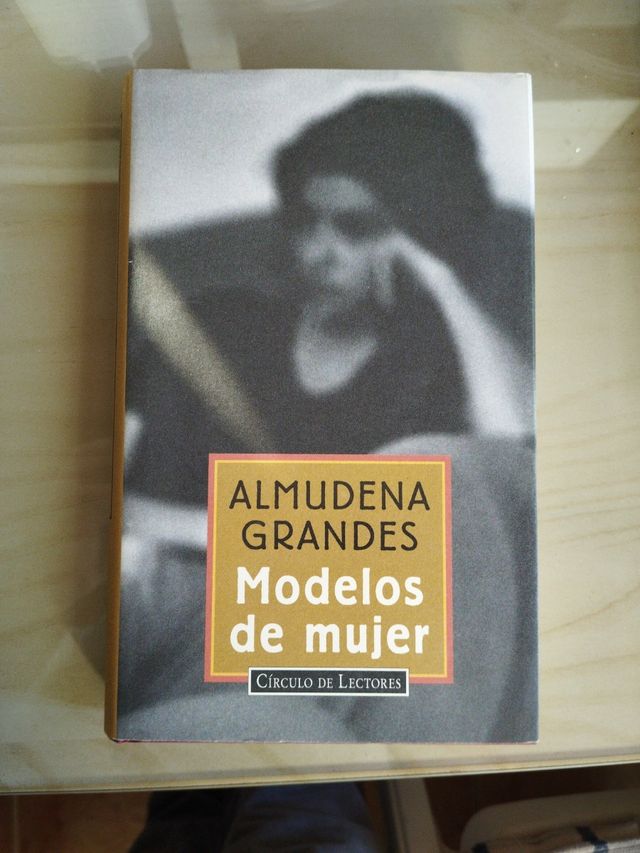 ALMUDENA
GRANDES
Modelos
de mujer
CÍRCULO DE LECTORES